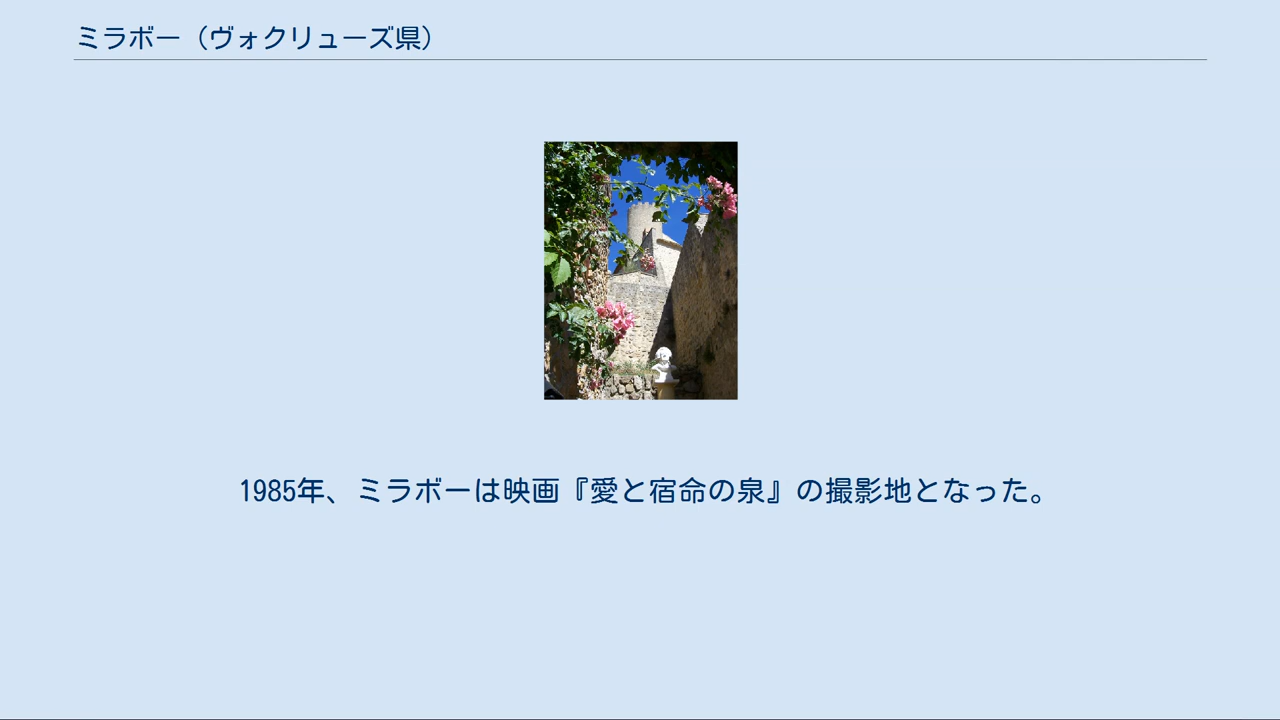 ミラボー（ヴォクリューズ県）
1985年、ミラボーは映画『愛と宿命の泉』の撮影地となった。